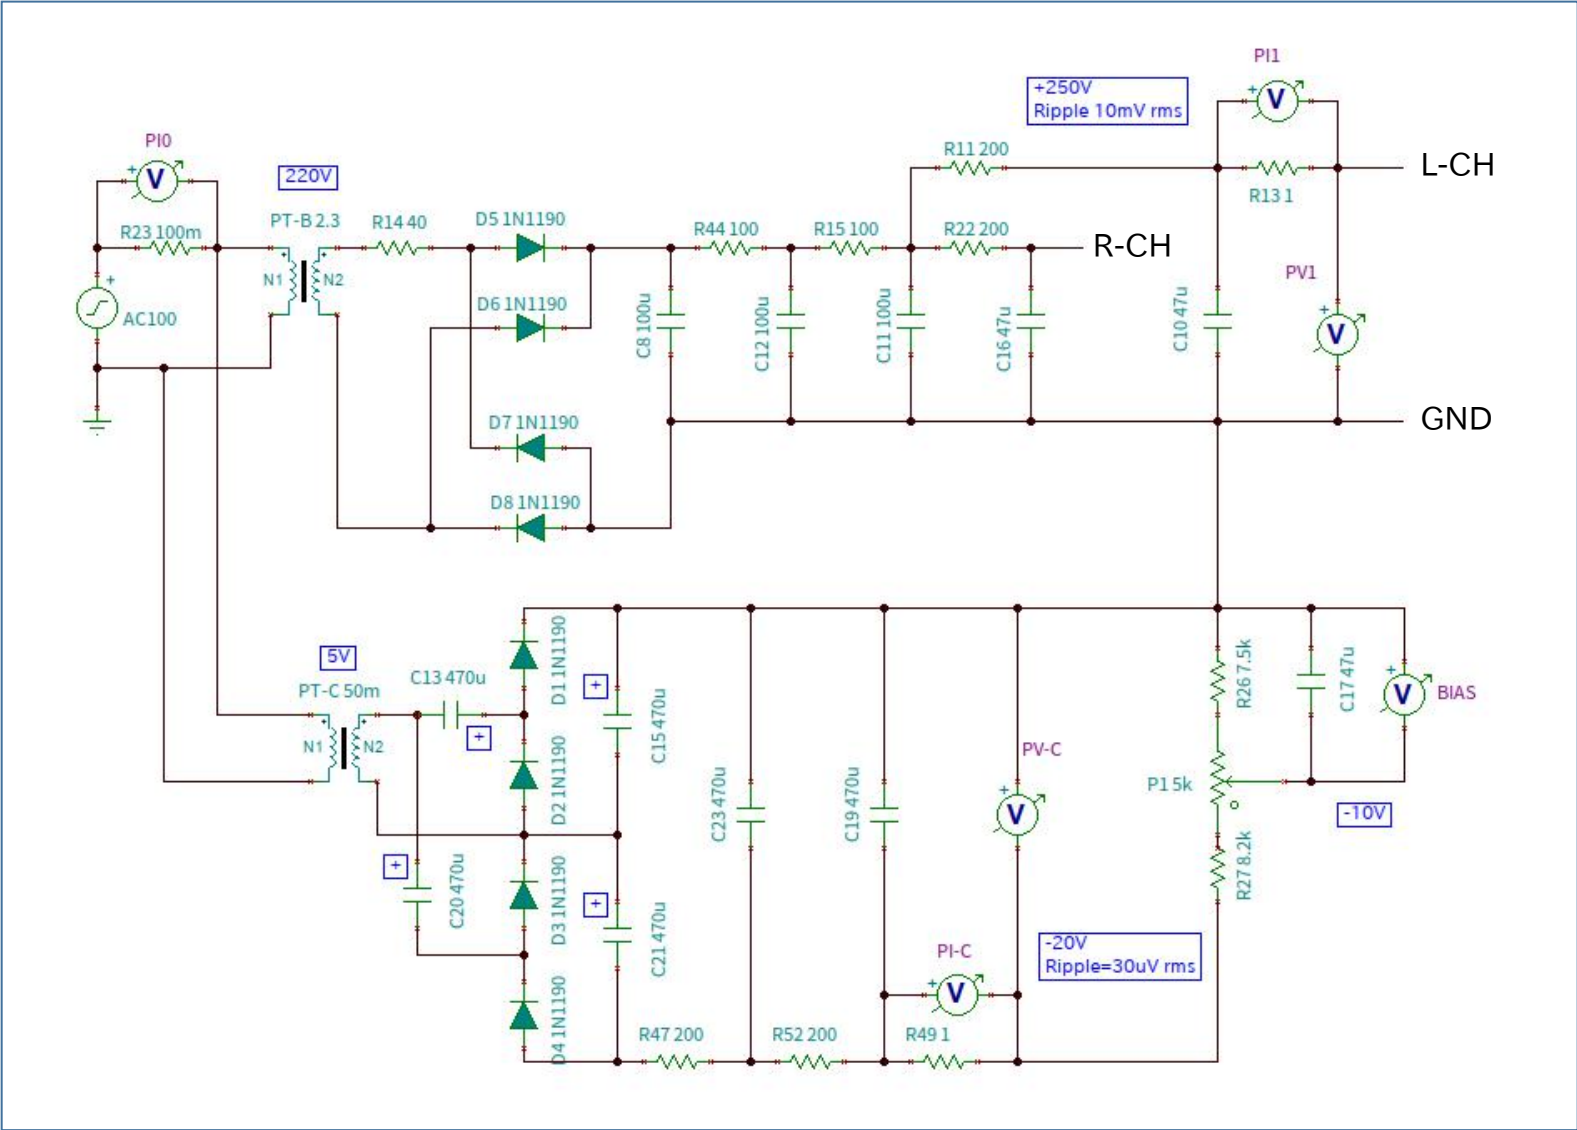 PI1
+250V
Ripple 10mV rms
PI0
+
V
+
V
R11 200
L-CH
220V
R13 1
PT-B 2.3
R14 40
D5 1N1190
R23 100m
R44 100
R15 100
R22 200
R-CH
+
N1
N2
PV1
D6 1N1190
AC100
C8 100u
C12 100u
C11 100u
C16 47u
C10 47u
+
V
D7 1N1190
GND
D8 1N1190
5V
PT-C 50m
C13 470u
D1 1N1190
+
C15 470u
R26 7.5k
C17 47u
+
V
BIAS
N1
N2
+
D2 1N1190
C23 470u
C19 470u
PV-C
+
V
P1 5k
-10V
+
C20 470u
D3 1N1190
+
C21 470u
R27 8.2k
PI-C
+
V
-20V
Ripple=30uV rms
D4 1N1190
R47 200
R52 200
R49 1